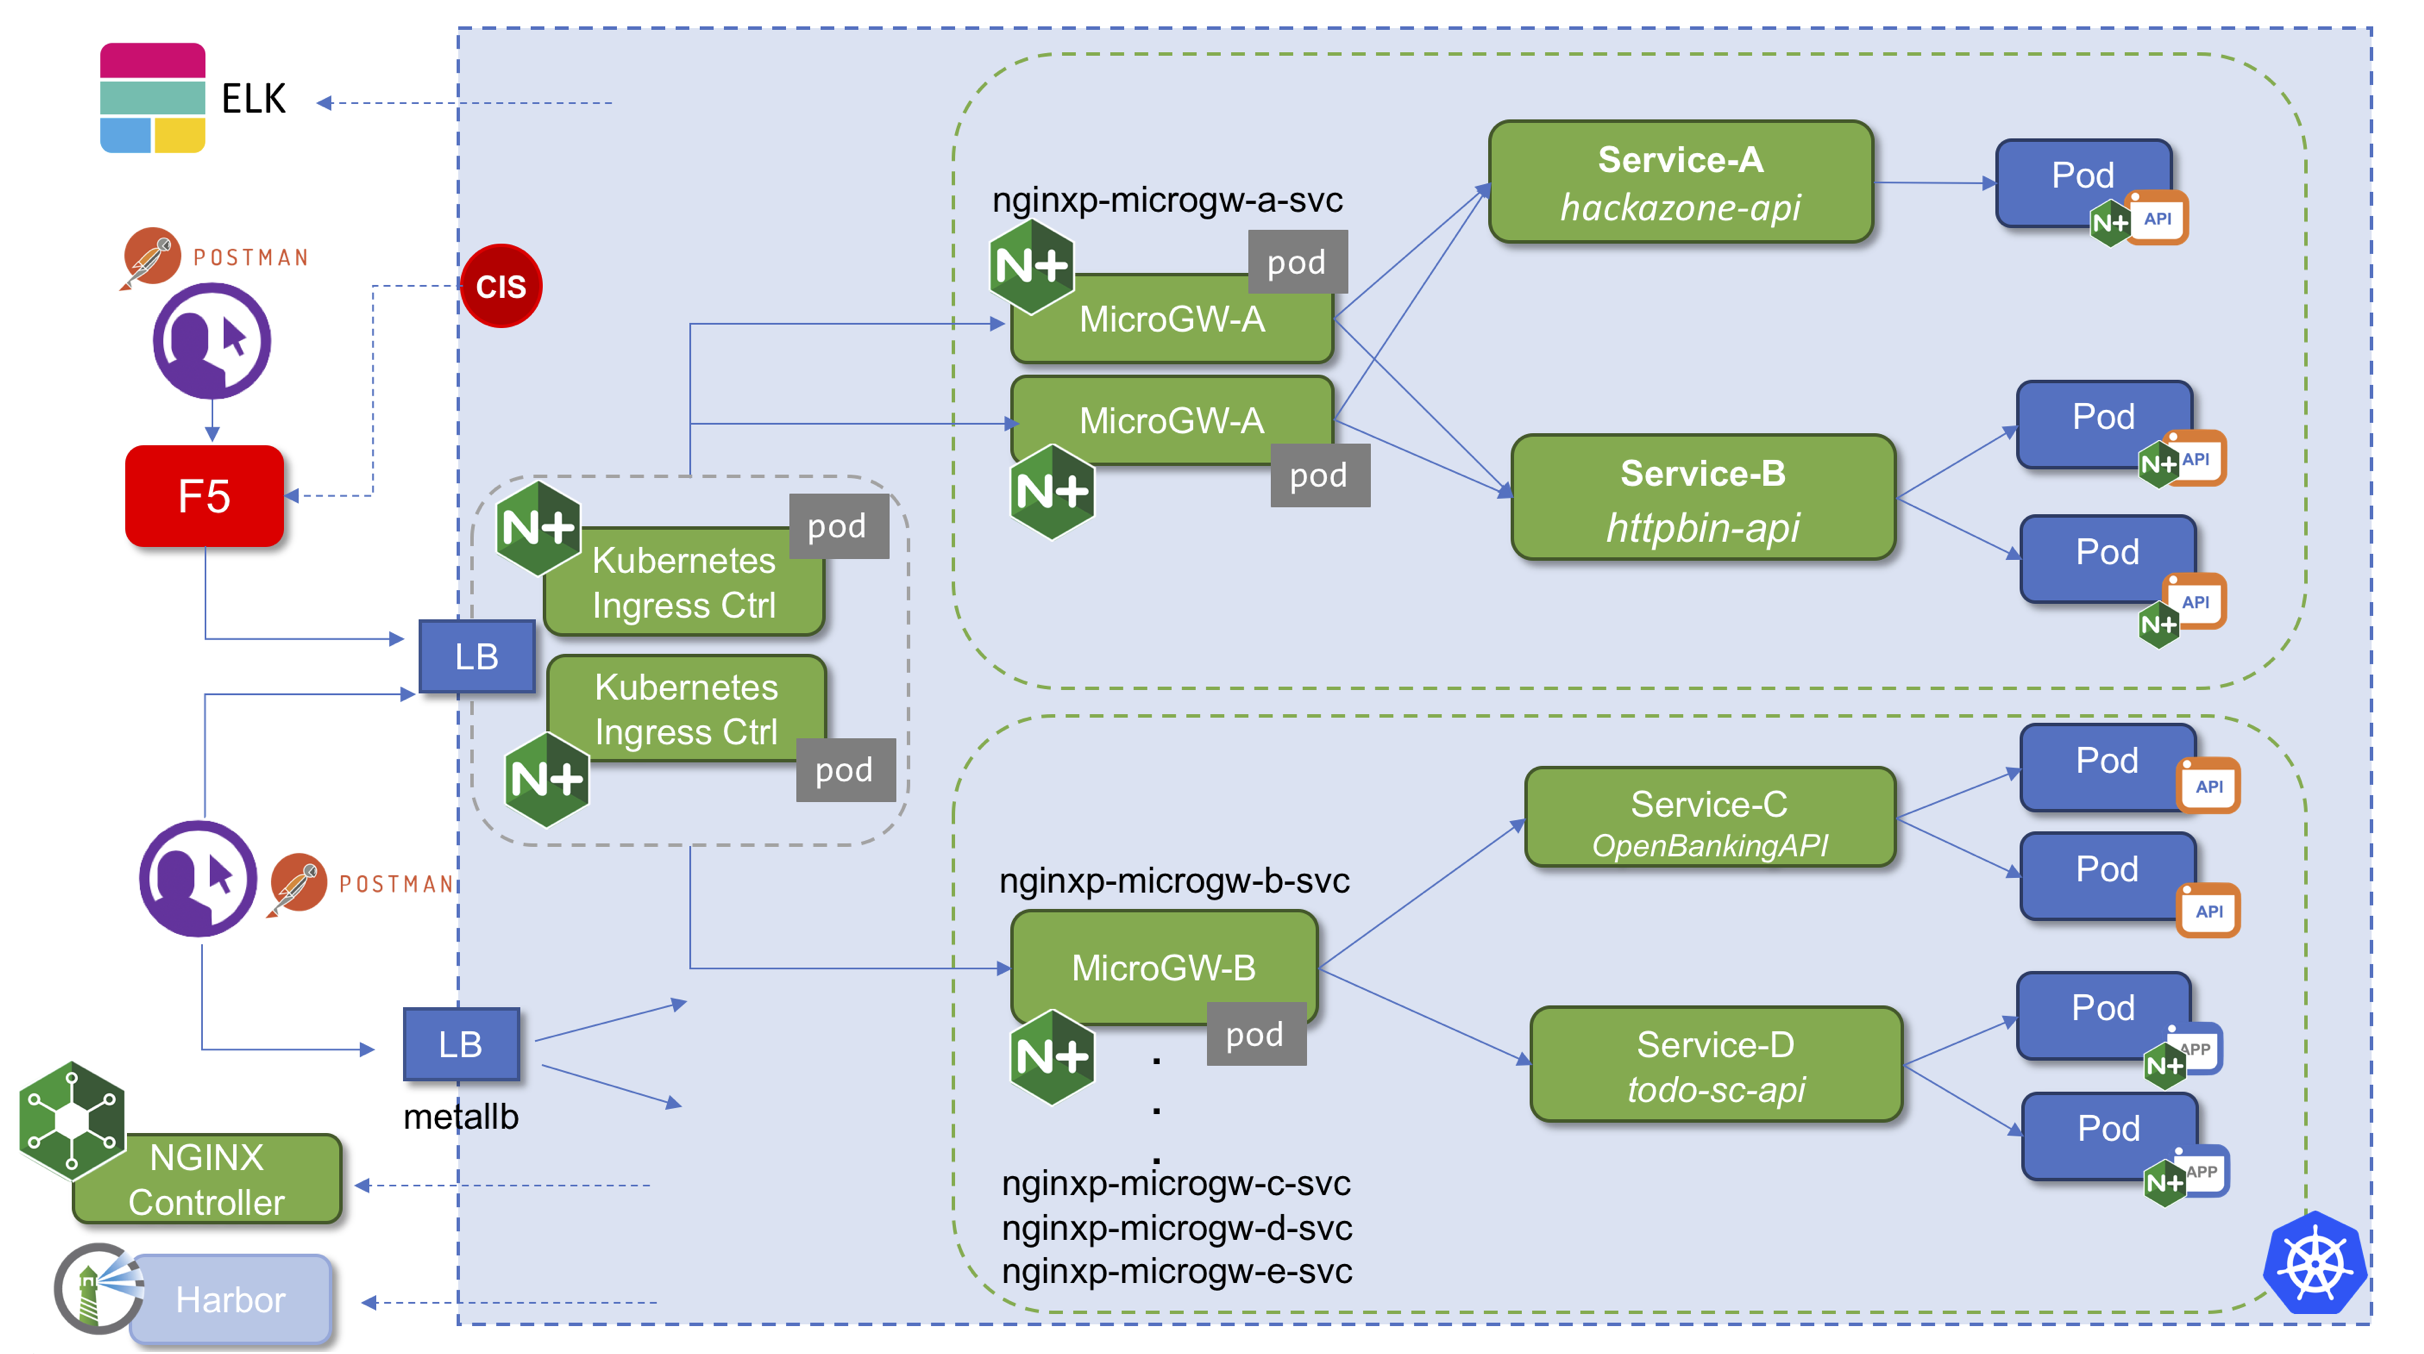 ELK
POSTMAN
CIS
F5
LB
POSTMAN
LB
metallb
NGINX
Controller
Harbor
N+
pod
Kubernetes
Ingress Ctrl
Kubernetes
Ingress Ctrl
N+
pod
nginxp-microgw-a-svc
N+
pod
MicroGW-A
MicroGW-A
N+
pod
Service-A
hackazone-api
Pod
N+
API
Service-B
httpbin-api
Pod
N+
API
Pod
API
N+
nginxp-microgw-b-svc
MicroGW-B
N+
pod
.
.
.
nginxp-microgw-c-svc
nginxp-microgw-d-svc
nginxp-microgw-e-svc
Service-C
OpenBankingAPI
Pod
API
Pod
API
Service-D
todo-sc-api
Pod
APP
N+
Pod
APP
N+